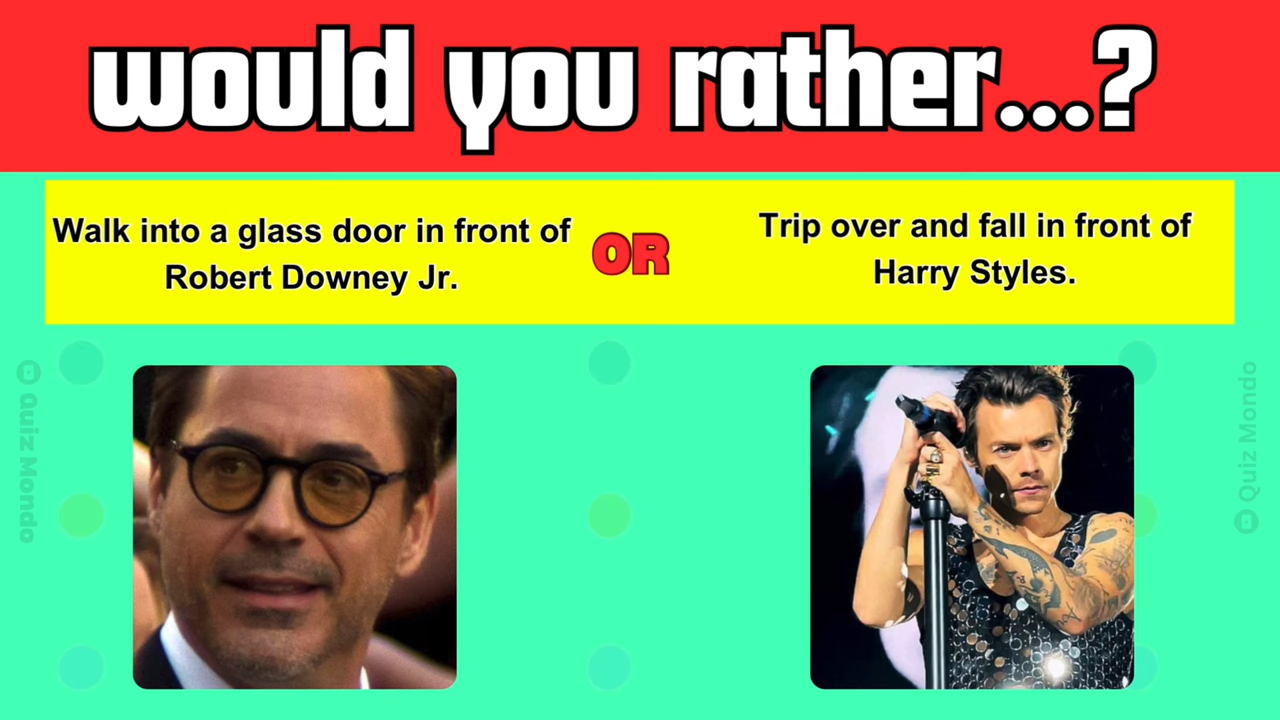 would you rather...?
Walk into a glass door in front of
Robert Downey Jr.
OR
Trip over and fall in front of
Harry Styles.
Quiz Mondo
Quiz Mondo